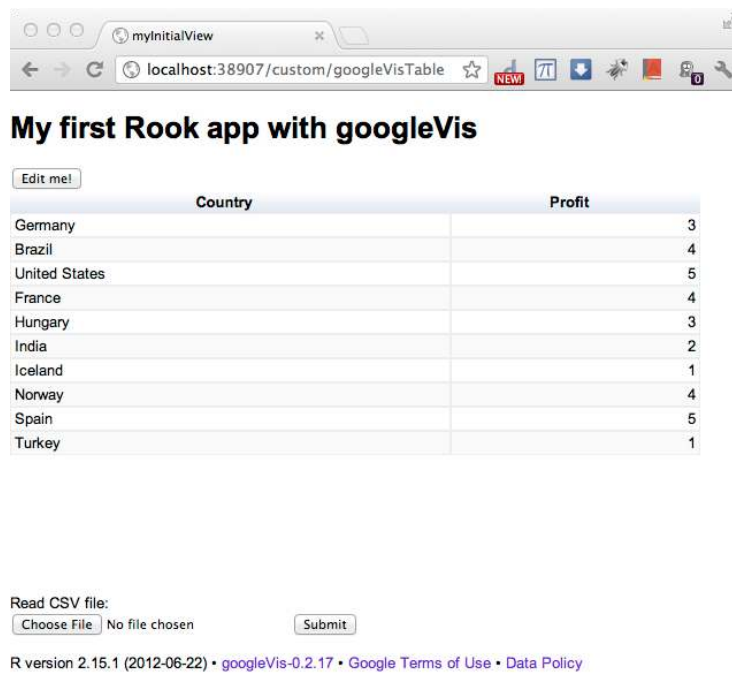 myInitialView
localhost:38907/custom/googleVisTable
NEW!
π
0
My first Rook app with googleVis
Edit me!
Country Profit
Germany 3
Brazil 4
United States 5
France 4
Hungary 3
India 2
Iceland 1
Norway 4
Spain 5
Turkey 1
Read CSV file:
Choose File No file chosen Submit
R version 2.15.1 (2012-06-22) • googleVis-0.2.17 • Google Terms of Use • Data Policy